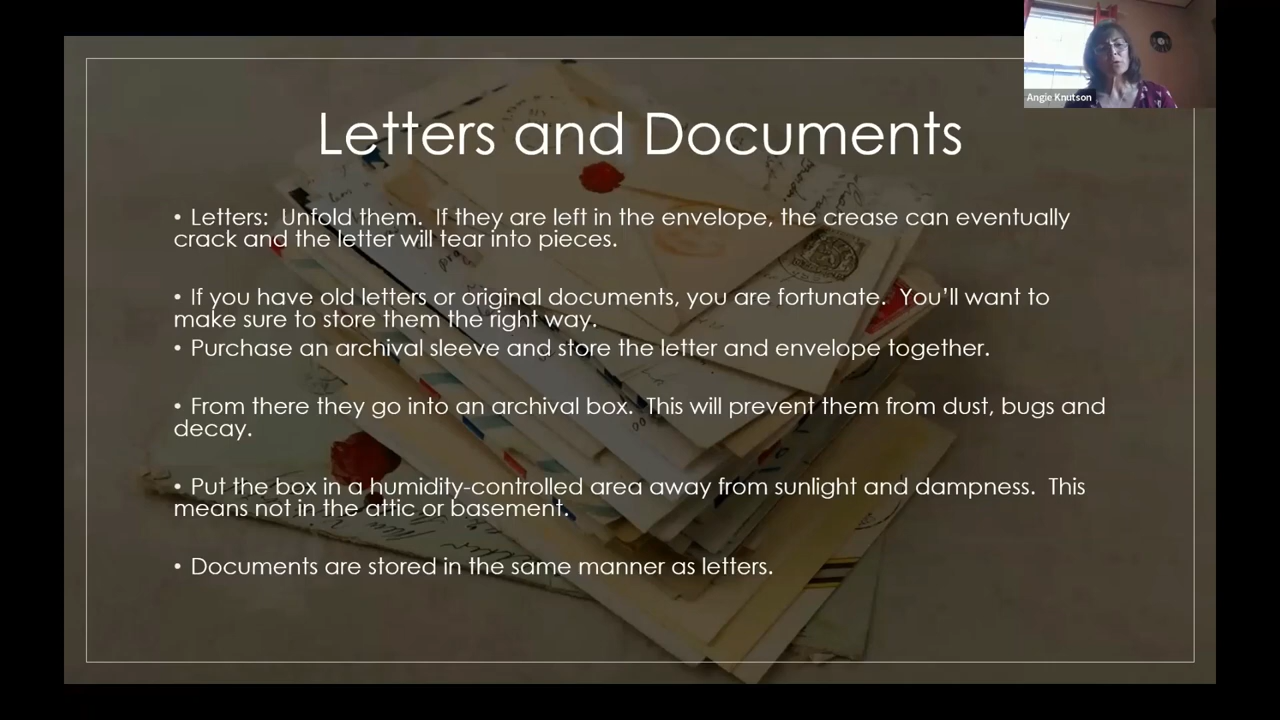 Angie Knutson
Letters and Documents
• Letters:  Unfold them.  If they are left in the envelope, the crease can eventually
crack and the letter will tear into pieces.
• If you have old letters or original documents, you are fortunate.  You’ll want to
make sure to store them the right way.
• Purchase an archival sleeve and store the letter and envelope together.
• From there they go into an archival box.  This will prevent them from dust, bugs and
decay.
• Put the box in a humidity-controlled area away from sunlight and dampness.  This
means not in the attic or basement.
• Documents are stored in the same manner as letters.